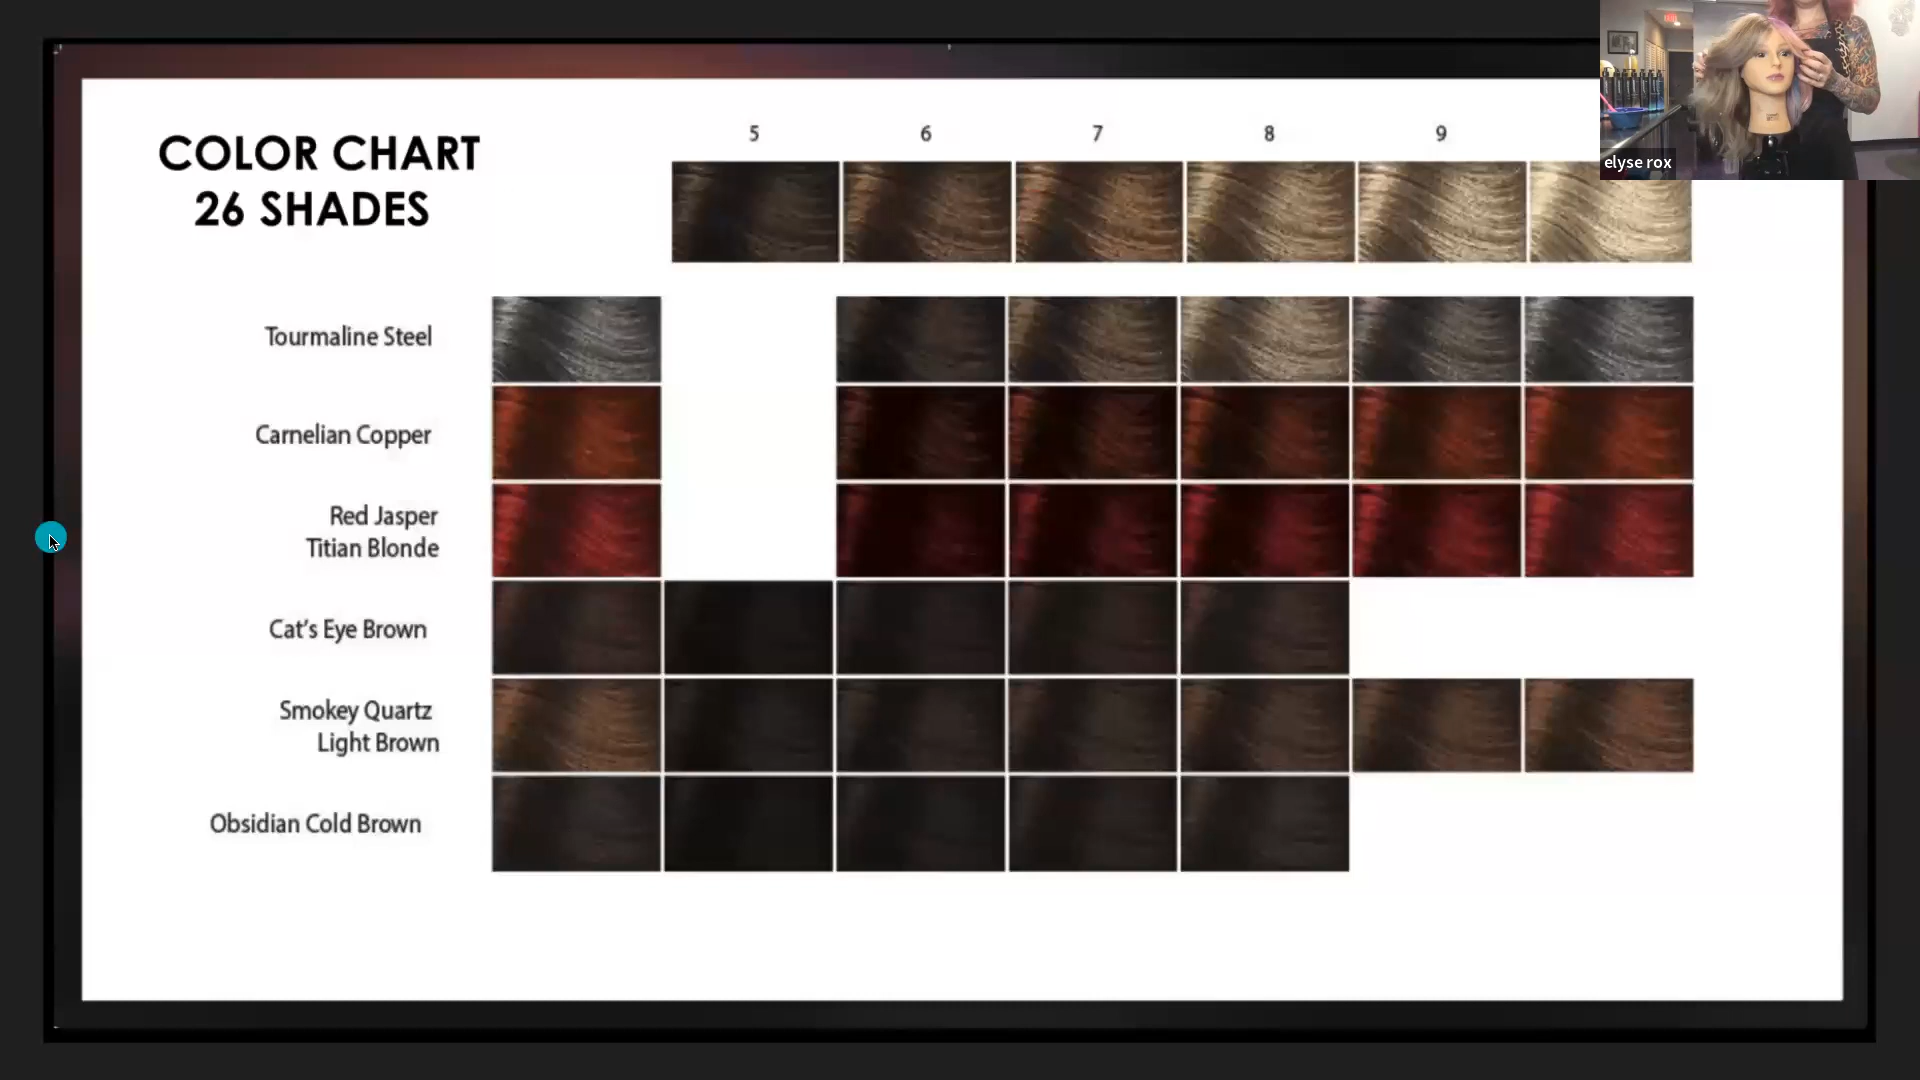 COLOR CHART
26 SHADES
5 6 7 8 9
elyse rox
Tourmaline Steel
Carnelian Copper
Red Jasper
Titian Blonde
Cat's Eye Brown
Smokey Quartz
Light Brown
Obsidian Cold Brown